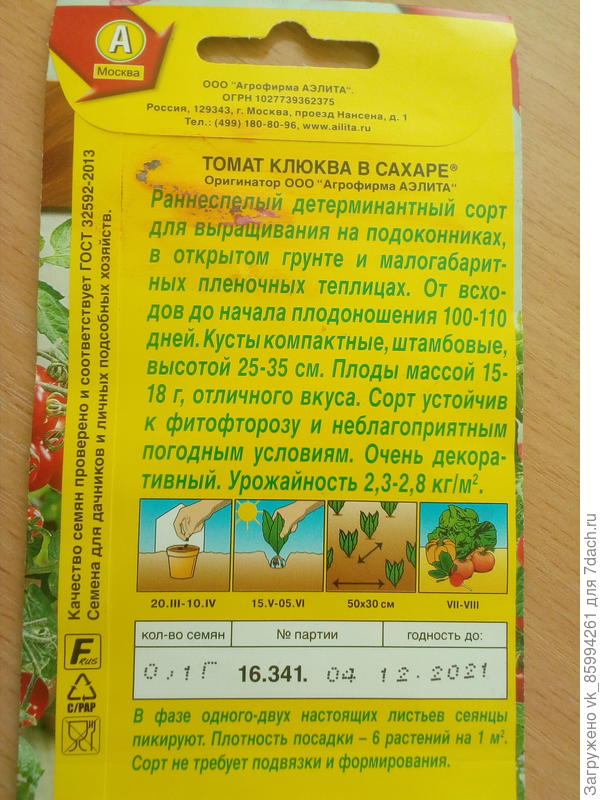 А
Москва
ООО "Агрофирма АЭЛИТА".
ОГРН 1027739362375
Россия, 129343, г. Москва, проезд Нансена, д. 1
Тел.: (499) 180-80-96, www.ailita.ru
ТОМАТ КЛЮКВА В САХАРЕ®
Оригинатор ООО "Агрофирма АЭЛИТА"
Раннеспелый детерминантный сорт
для выращивания на подоконниках,
в открытом грунте и малогабарит-
ных пленочных теплицах. От всхо-
дов до начала плодоношения 100-110
дней. Кусты компактные, штамбовые,
высотой 25-35 см. Плоды массой 15-
18 г, отличного вкуса. Сорт устойчив
к фитофторозу и неблагоприятным
погодным условиям. Очень декора-
тивный. Урожайность 2,3-2,8 кг/м².
20.III-10.IV 15.V-05.VI 50х30 см VII-VIII
кол-во семян № партии годность до:
0,1Г 16.341. 04 12.2021
В фазе одного-двух настоящих листьев сеянцы
пикируют. Плотность посадки – 6 растений на 1 м².
Сорт не требует подвязки и формирования.
Качество семян проверено и соответствует ГОСТ 32592-2013
Семена для дачников и личных подсобных хозяйств.
F RUS
C/PAP
Загружено vk_85994261 для 7dach.ru